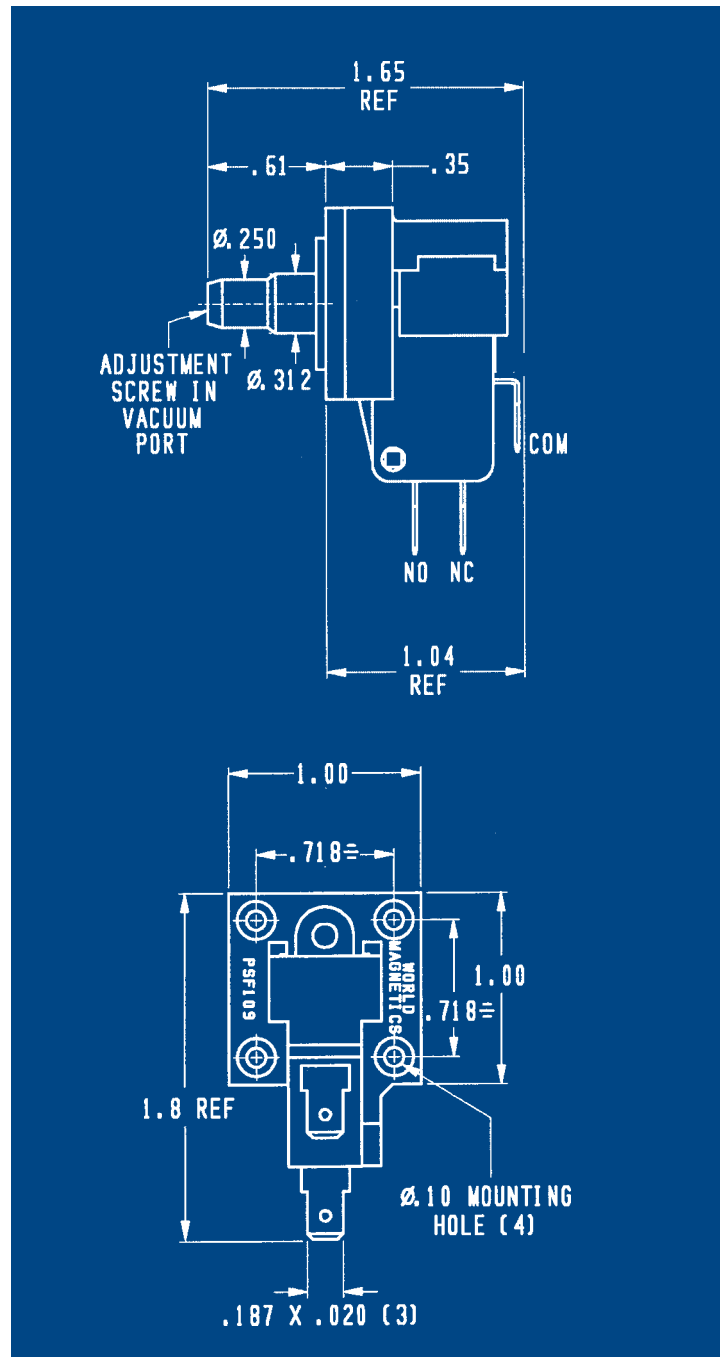 1.65
REF
.61
.35
Ø.250
Ø.312
ADJUSTMENT
SCREW IN
VACUUM
PORT
COM
NO NC
1.04
REF
1.00
.718≑
PSF109
WORLD
MAGNETICS
1.00
.718≑
1.8 REF
Ø.10 MOUNTING
HOLE (4)
.187 X .020 (3)